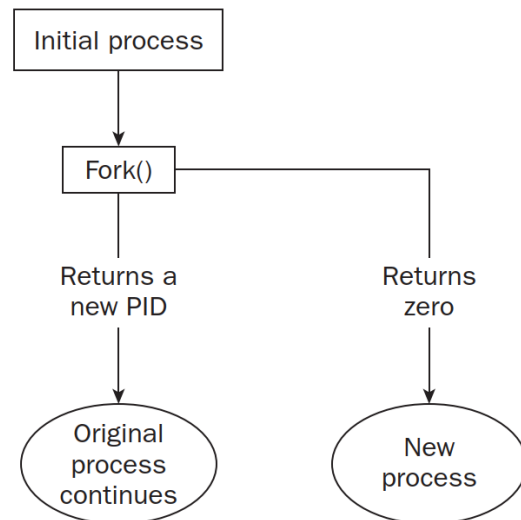 Initial process
Fork()
Returns a
new PID
Returns
zero
Original
process
continues
New
process